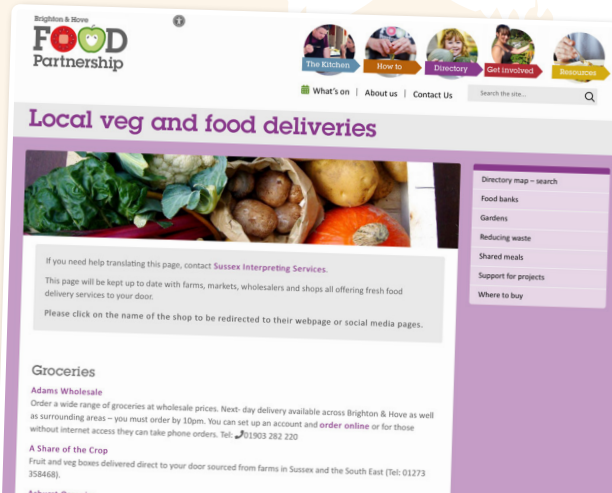 Brighton & Hove
FOOD
Partnership
The Kitchen
How to
Directory
Get involved
Resources
What's on | About us | Contact Us
Search the site...
Local veg and food deliveries
If you need help translating this page, contact Sussex Interpreting Services.
This page will be kept up to date with farms, markets, wholesalers and shops all offering fresh food
delivery services to your door.
Please click on the name of the shop to be redirected to their webpage or social media pages.
Directory map – search
Food banks
Gardens
Reducing waste
Shared meals
Support for projects
Where to buy
Groceries
Adams Wholesale
Order a wide range of groceries at wholesale prices. Next- day delivery available across Brighton & Hove as well
as surrounding areas – you must order by 10pm. You can set up an account and order online or for those
without internet access they can take phone orders. Tel: 01903 282 220
A Share of the Crop
Fruit and veg boxes delivered direct to your door sourced from farms in Sussex and the South East (Tel: 01273
358468).